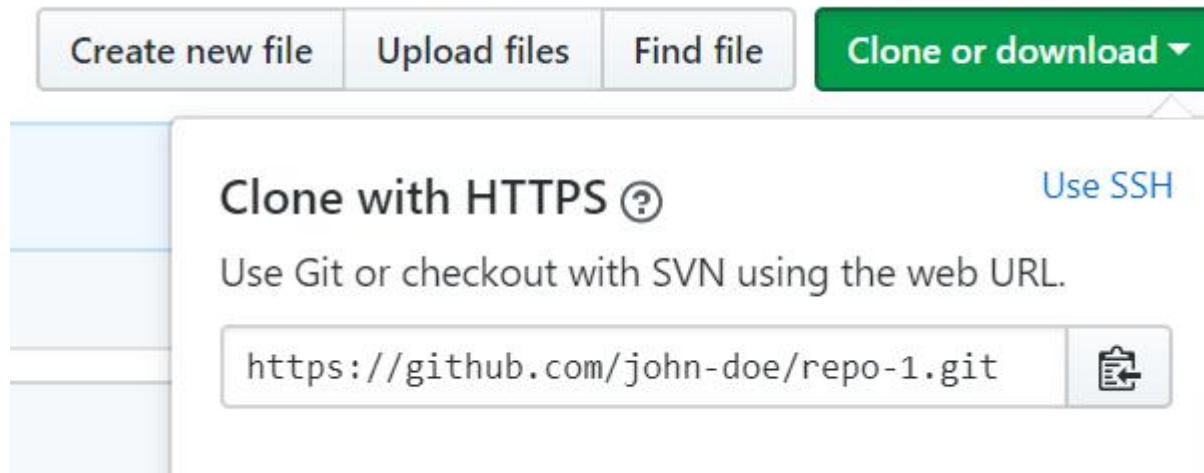 Create new file Upload files Find file Clone or download
Clone with HTTPS Use SSH
Use Git or checkout with SVN using the web URL.
https://github.com/john-doe/repo-1.git